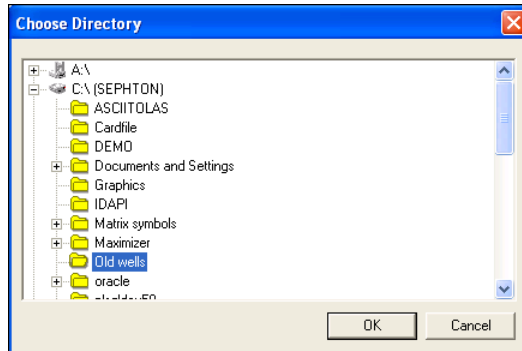 Choose Directory
A:\
C:\ (SEPHTON)
ASCIITOLAS
Cardfile
DEMO
Documents and Settings
Graphics
IDAPI
Matrix symbols
Maximizer
Old wells
oracle
OK Cancel